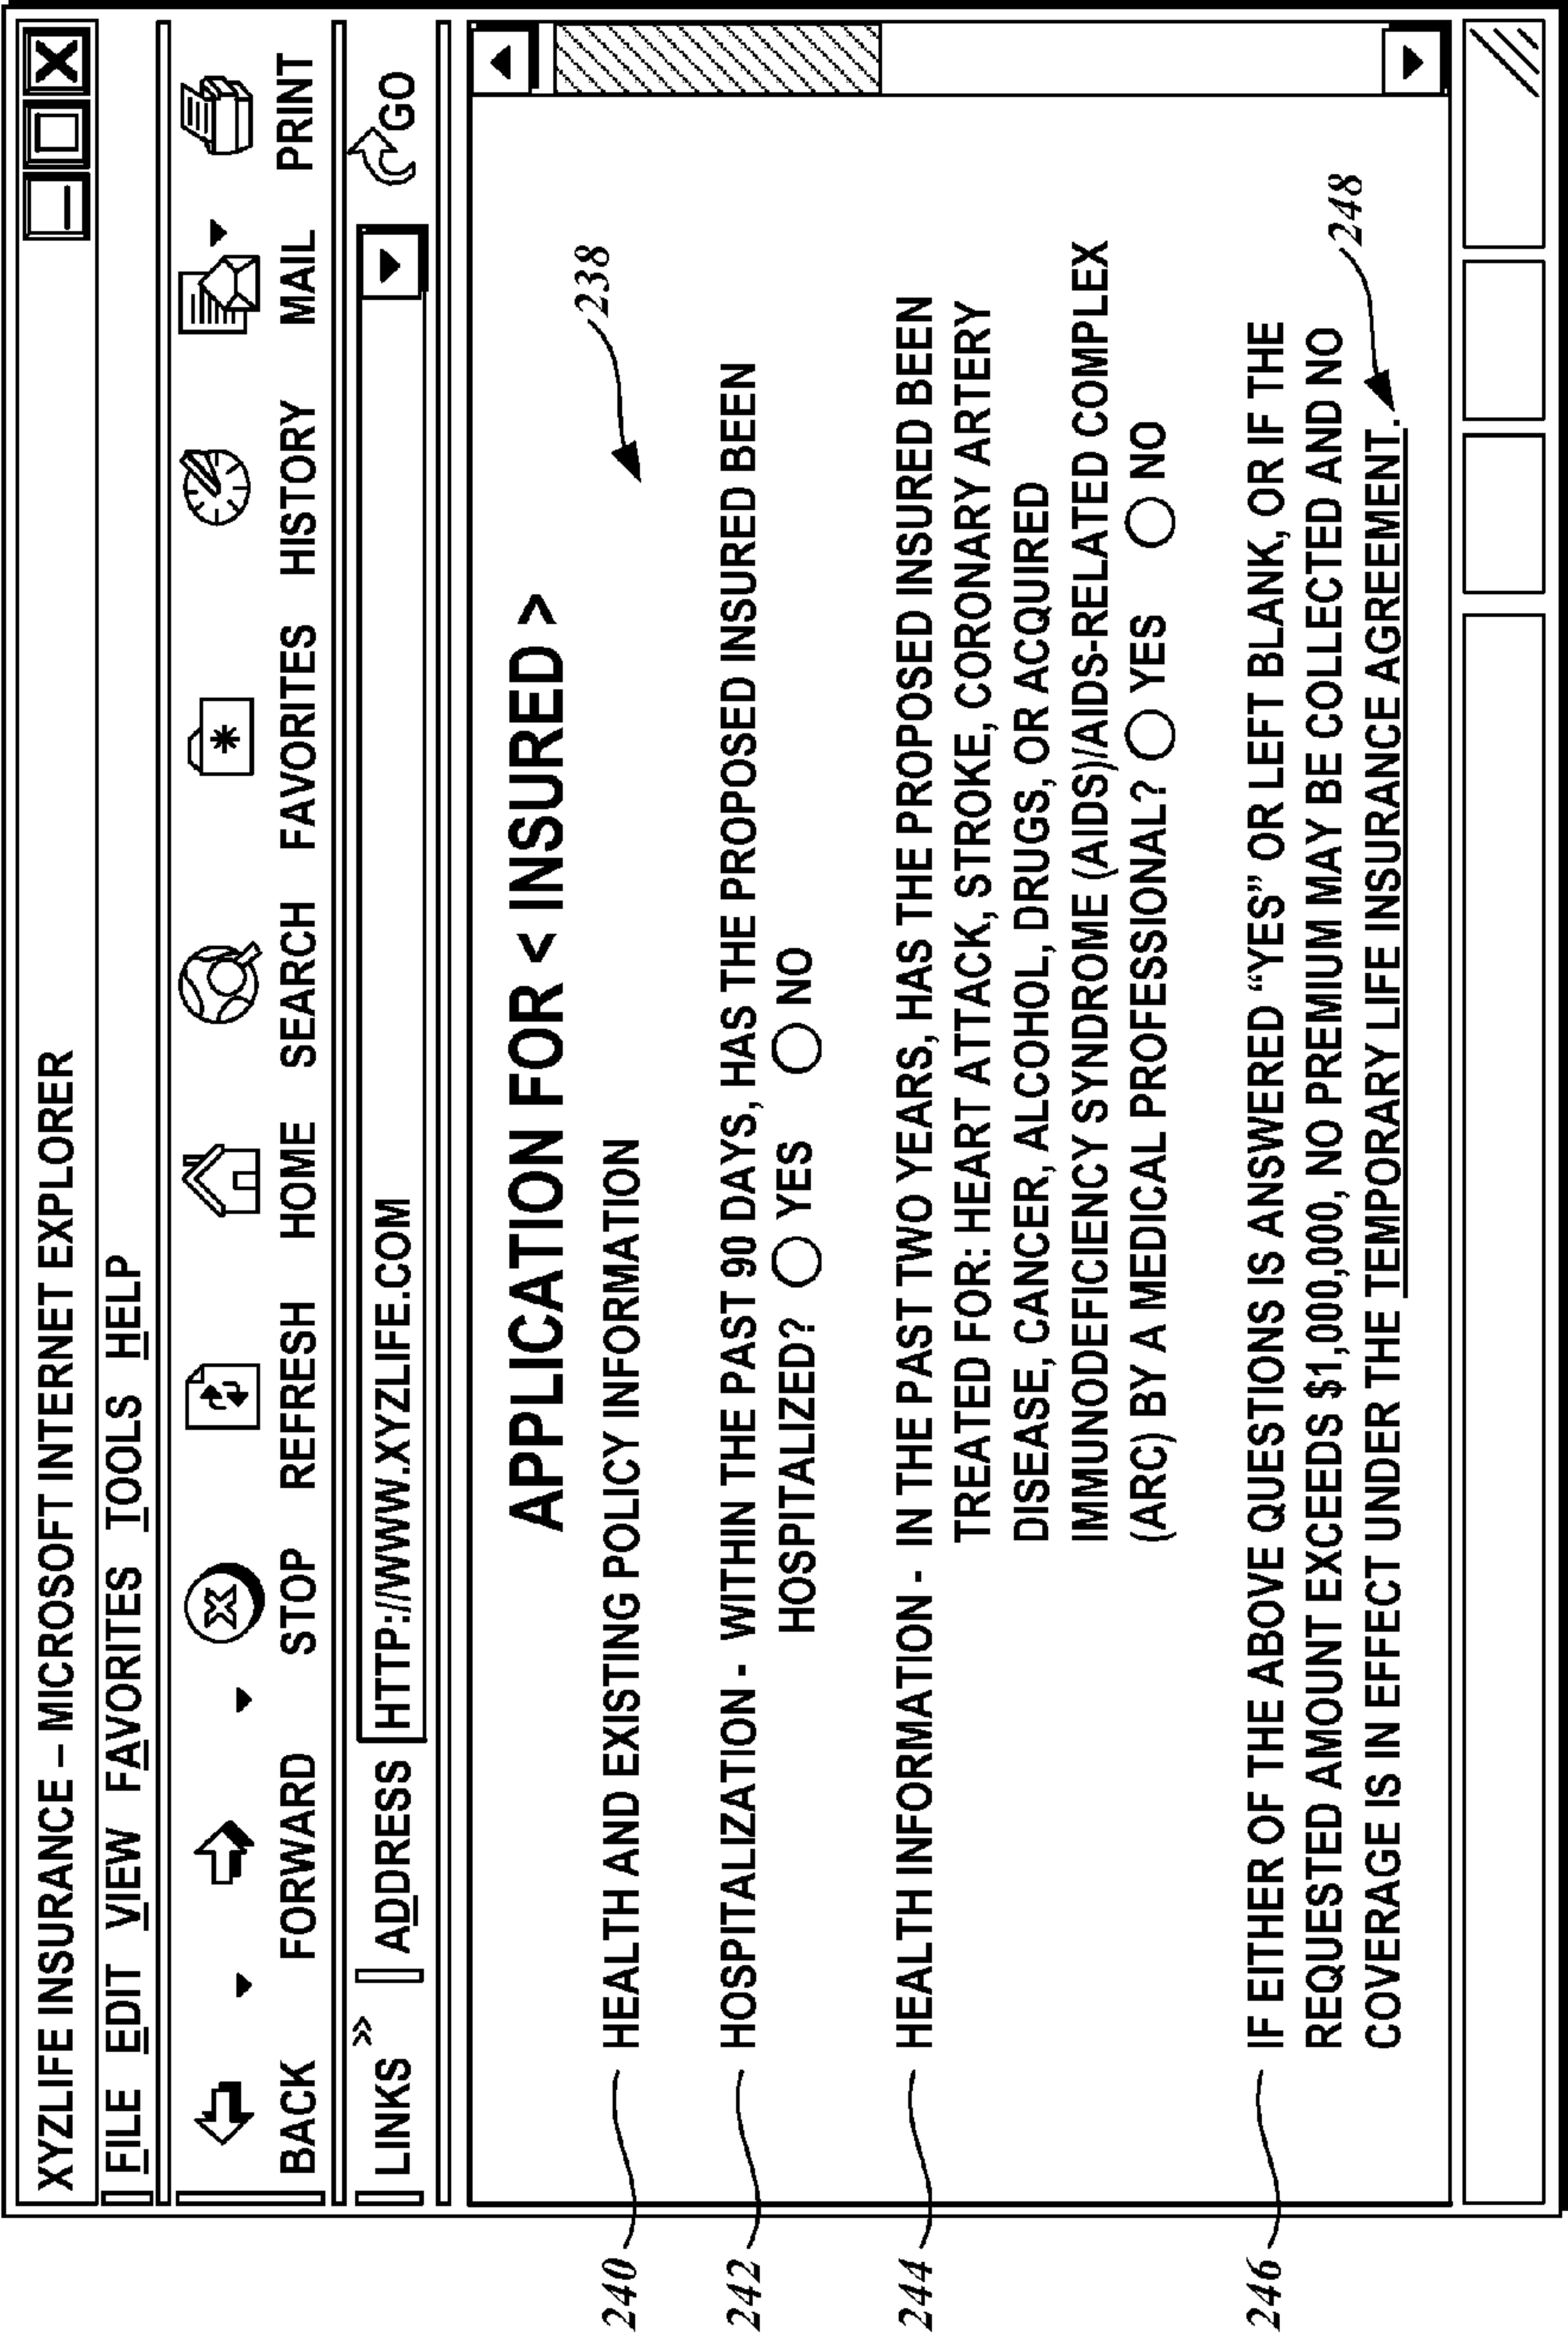 XYZLIFE INSURANCE – MICROSOFT INTERNET EXPLORER
FILE EDIT VIEW FAVORITES TOOLS HELP
BACK FORWARD STOP REFRESH HOME SEARCH FAVORITES HISTORY MAIL PRINT
LINKS » ADDRESS HTTP://WWW.XYZLIFE.COM GO
APPLICATION FOR < INSURED >
238
240 HEALTH AND EXISTING POLICY INFORMATION
242 HOSPITALIZATION - WITHIN THE PAST 90 DAYS, HAS THE PROPOSED INSURED BEEN
HOSPITALIZED? YES NO
244 HEALTH INFORMATION - IN THE PAST TWO YEARS, HAS THE PROPOSED INSURED BEEN
TREATED FOR: HEART ATTACK, STROKE, CORONARY ARTERY
DISEASE, CANCER, ALCOHOL, DRUGS, OR ACQUIRED
IMMUNODEFICIENCY SYNDROME (AIDS)/AIDS-RELATED COMPLEX
(ARC) BY A MEDICAL PROFESSIONAL? YES NO
246 IF EITHER OF THE ABOVE QUESTIONS IS ANSWERED “YES” OR LEFT BLANK, OR IF THE
REQUESTED AMOUNT EXCEEDS $1,000,000, NO PREMIUM MAY BE COLLECTED AND NO
COVERAGE IS IN EFFECT UNDER THE TEMPORARY LIFE INSURANCE AGREEMENT.
248